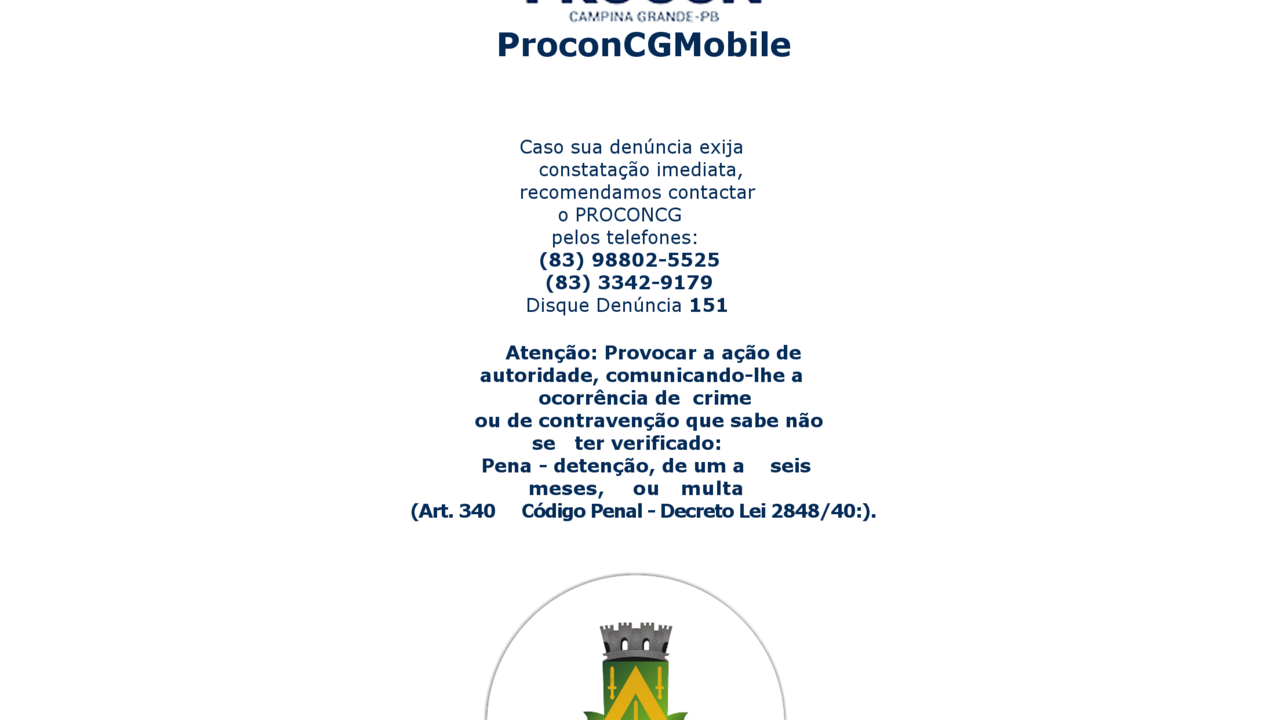 PROCON
CAMPINA GRANDE-PB
ProconCGMobile
Caso sua denúncia exija
constatação imediata,
recomendamos contactar
o PROCONCG
pelos telefones:
(83) 98802-5525
(83) 3342-9179
Disque Denúncia 151
Atenção: Provocar a ação de
autoridade, comunicando-lhe a
ocorrência de crime
ou de contravenção que sabe não
se ter verificado:
Pena - detenção, de um a seis
meses, ou multa
(Art. 340 Código Penal - Decreto Lei 2848/40:).